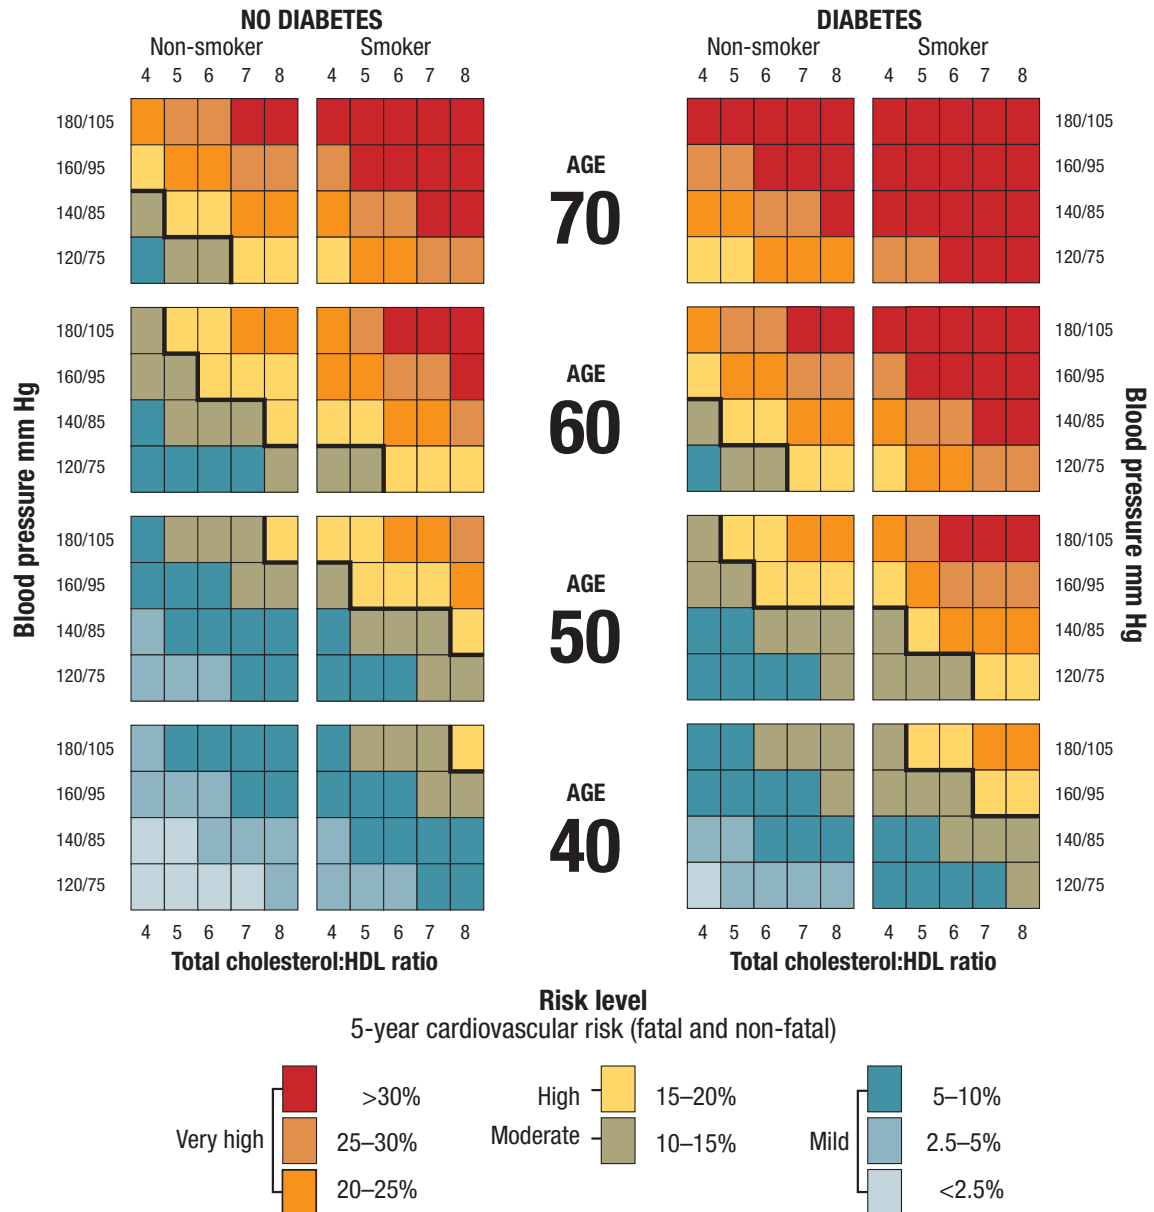 NO DIABETES
DIABETES
Non-smoker Smoker
Non-smoker Smoker
4 5 6 7 8 4 5 6 7 8
4 5 6 7 8 4 5 6 7 8
180/105
160/95
140/85
120/75
AGE
70
180/105
160/95
140/85
120/75
180/105
160/95
140/85
120/75
AGE
60
180/105
160/95
140/85
120/75
Blood pressure mm Hg
Blood pressure mm Hg
180/105
160/95
140/85
120/75
AGE
50
180/105
160/95
140/85
120/75
180/105
160/95
140/85
120/75
AGE
40
180/105
160/95
140/85
120/75
4 5 6 7 8 4 5 6 7 8
4 5 6 7 8 4 5 6 7 8
Total cholesterol:HDL ratio
Total cholesterol:HDL ratio
Risk level
5-year cardiovascular risk (fatal and non-fatal)
Very high
>30%
25–30%
20–25%
High 15–20%
Moderate 10–15%
Mild
5–10%
2.5–5%
<2.5%